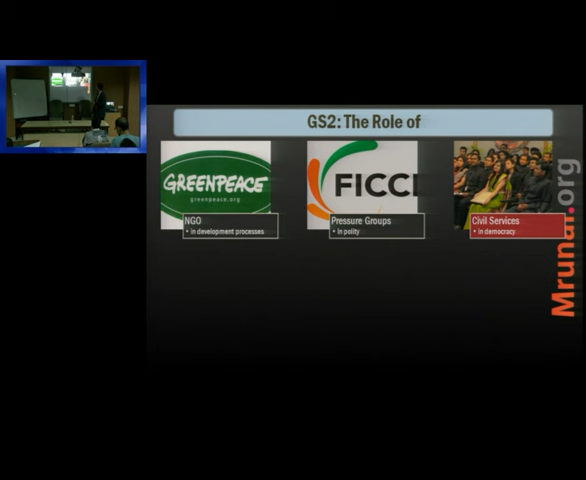 GS2: The Role of
GREENPEACE
greenpeace.org
FICCI
NGO
• in development processes
Pressure Groups
• In polity
Civil Services
• in democracy
Mrunal.org